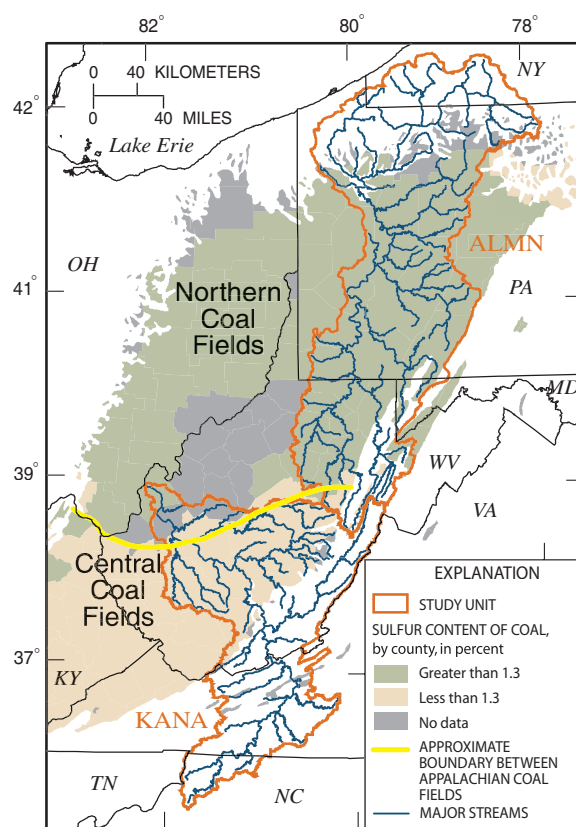 82°
80°
78°
0 40 KILOMETERS
0 40 MILES
NY
42°
Lake Erie
ALMN
OH
41°
PA
Northern
Coal
Fields
MD
39°
WV
VA
Central
Coal
Fields
37°
KY
KANA
TN
NC
EXPLANATION
STUDY UNIT
SULFUR CONTENT OF COAL,
by county, in percent
Greater than 1.3
Less than 1.3
No data
APPROXIMATE
BOUNDARY BETWEEN
APPALACHIAN COAL
FIELDS
MAJOR STREAMS